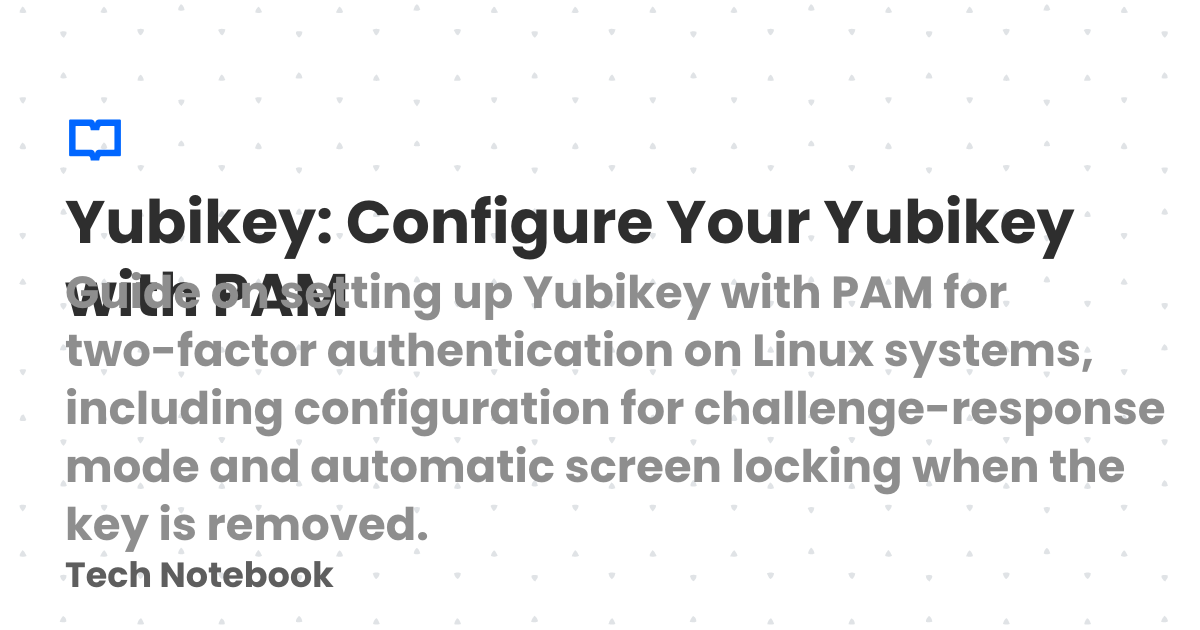 Yubikey: Configure Your Yubikey
with PAM
Guide on setting up Yubikey with PAM for
two-factor authentication on Linux systems,
including configuration for challenge-response
mode and automatic screen locking when the
key is removed.
Tech Notebook